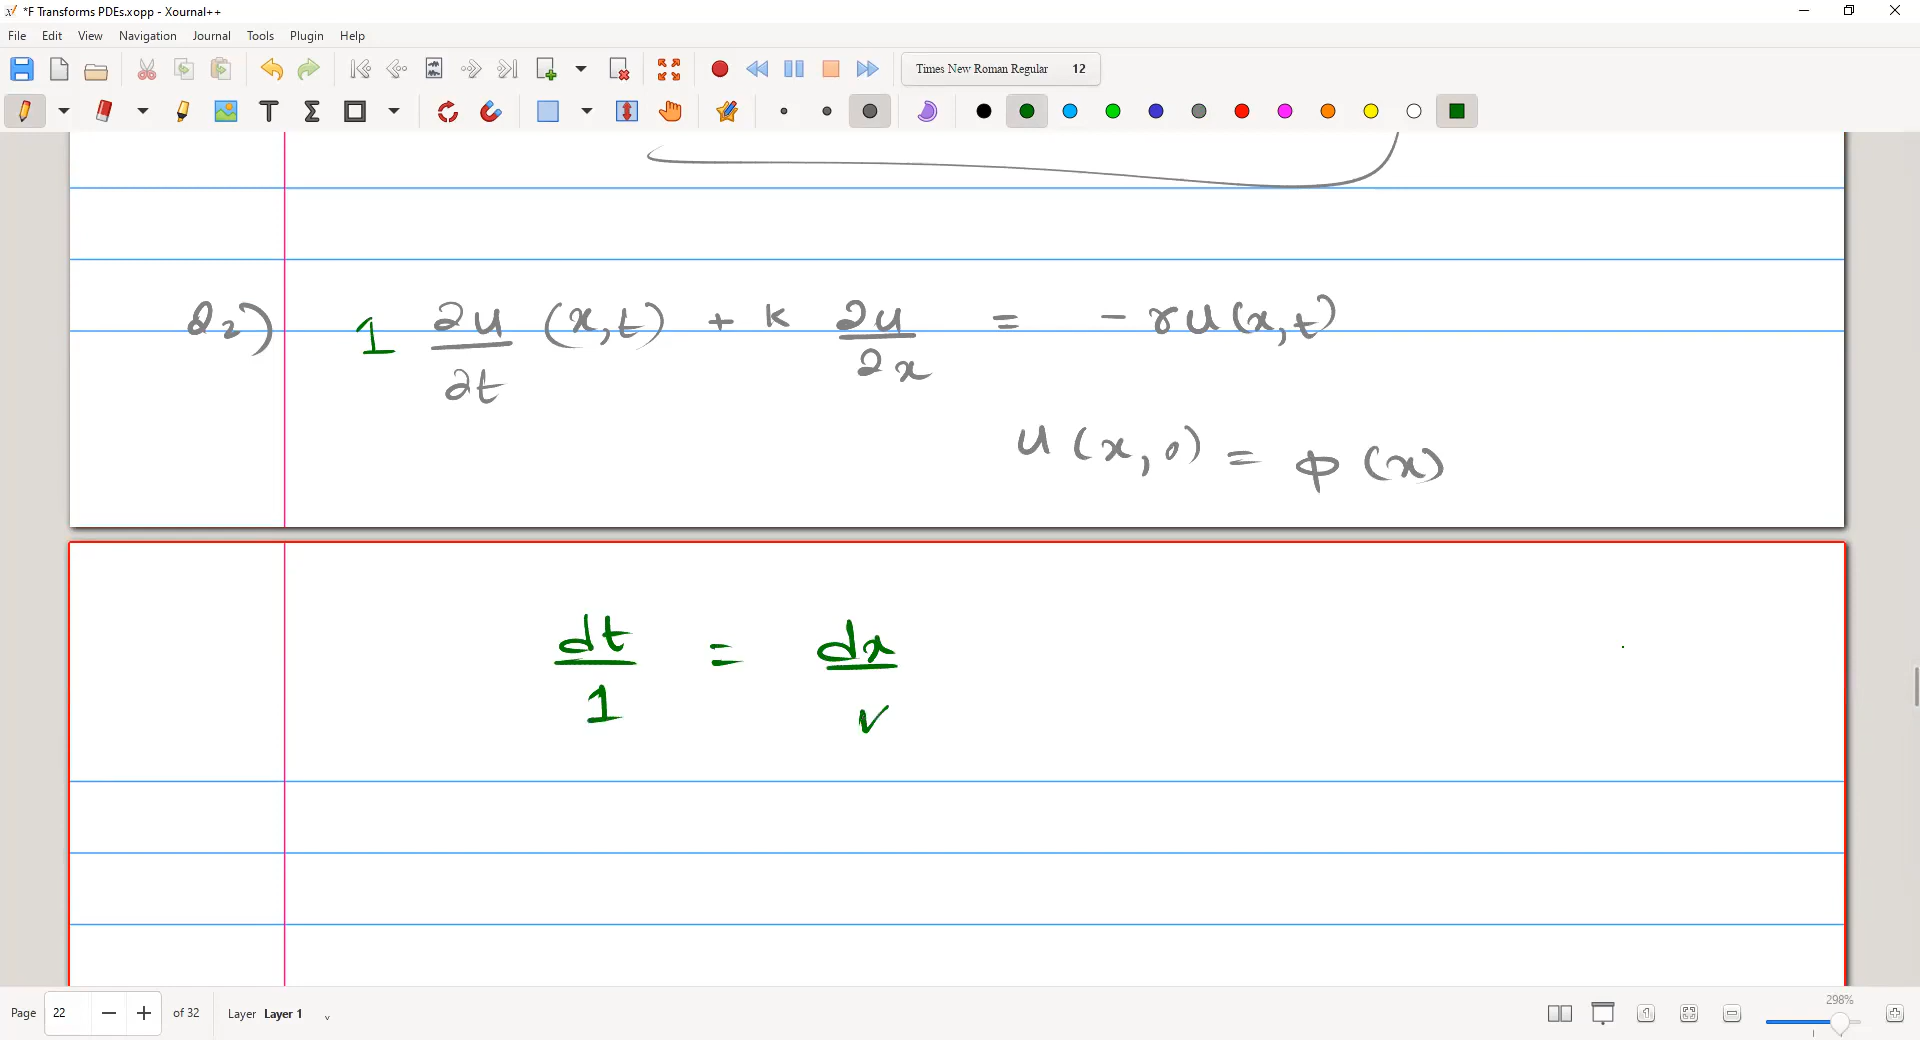 *F Transforms PDEs.xopp - Xournal++
File Edit View Navigation Journal Tools Plugin Help
Times New Roman Regular 12
Q2) 1 ∂u/∂t (x,t) + k ∂u/∂x = - γu(x,t)
u(x,0) = φ(x)
dt/1 = dx/v
Page 22 of 32 Layer Layer 1 298%